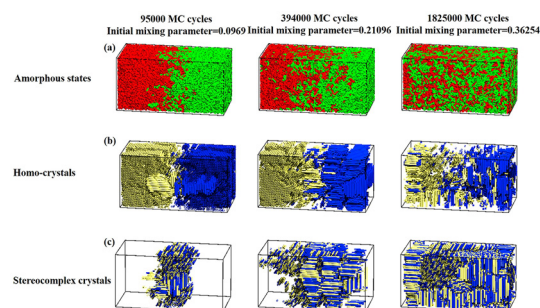 95000 MC cycles 394000 MC cycles 1825000 MC cycles
Initial mixing parameter=0.0969 Initial mixing parameter=0.21096 Initial mixing parameter=0.36254
(a)
Amorphous states
(b)
Homo-crystals
(c)
Stereocomplex crystals